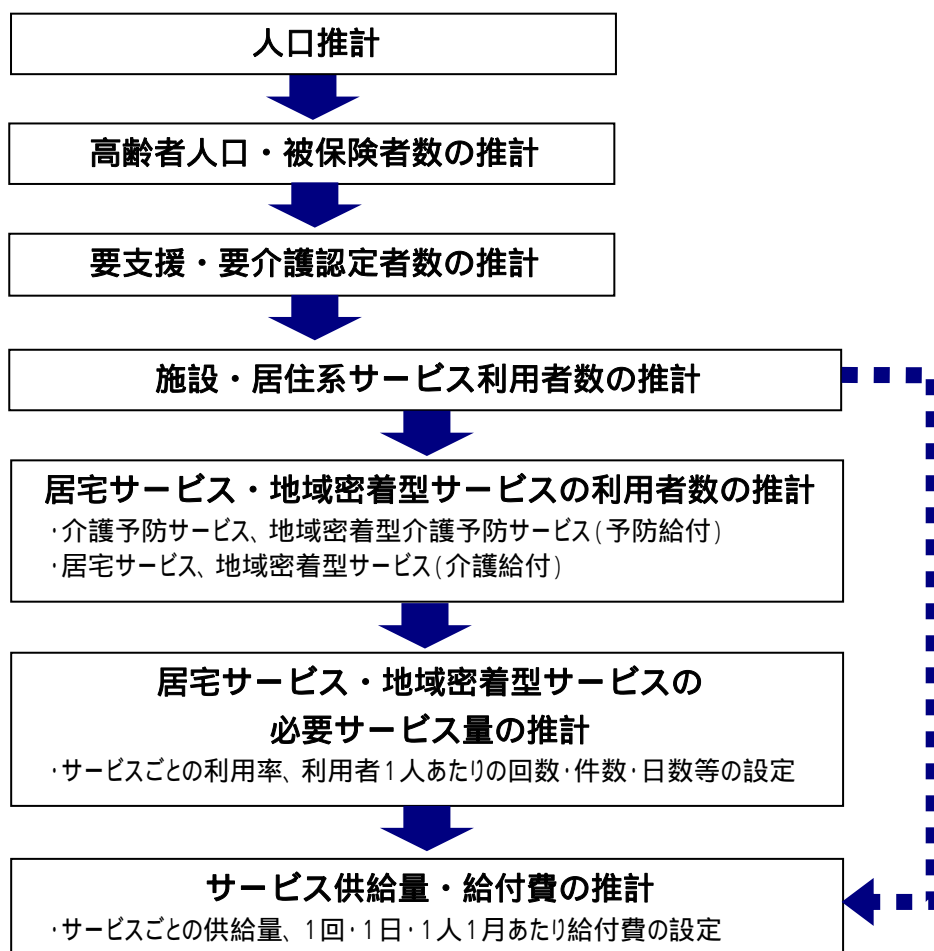 人口推計
高齢者人口・被保険者数の推計
要支援・要介護認定者数の推計
施設・居住系サービス利用者数の推計
居宅サービス・地域密着型サービスの利用者数の推計
・介護予防サービス、地域密着型介護予防サービス(予防給付)
・居宅サービス、地域密着型サービス(介護給付)
居宅サービス・地域密着型サービスの
必要サービス量の推計
・サービスごとの利用率、利用者1人あたりの回数・件数・日数等の設定
サービス供給量・給付費の推計
・サービスごとの供給量、1回・1日・1人1月あたり給付費の設定